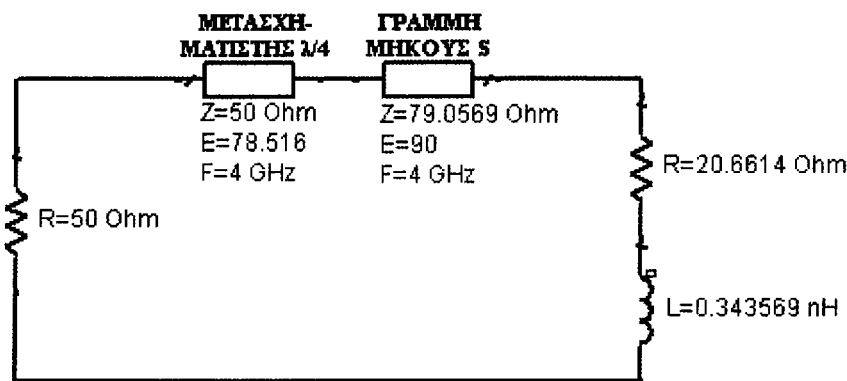 ΜΕΤΑΣΧΗ-
ΜΑΤΙΣΤΗΣ λ/4
ΓΡΑΜΜΗ
ΜΗΚΟΥΣ S
Z=50 Ohm
E=78.516
F=4 GHz
Z=79.0569 Ohm
E=90
F=4 GHz
R=50 Ohm
R=20.6614 Ohm
L=0.343569 nH